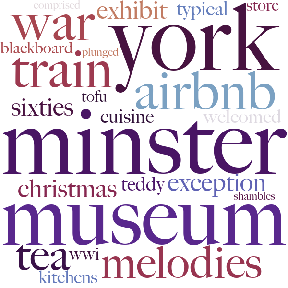 comprised
exhibit
typical
store
war
york
blackboard
plunged
train
airbnb
sixties
tofu
cuisine
welcomed
minster
christmas
teddy
exception
shambles
museum
tea
wwi
melodies
kitchens